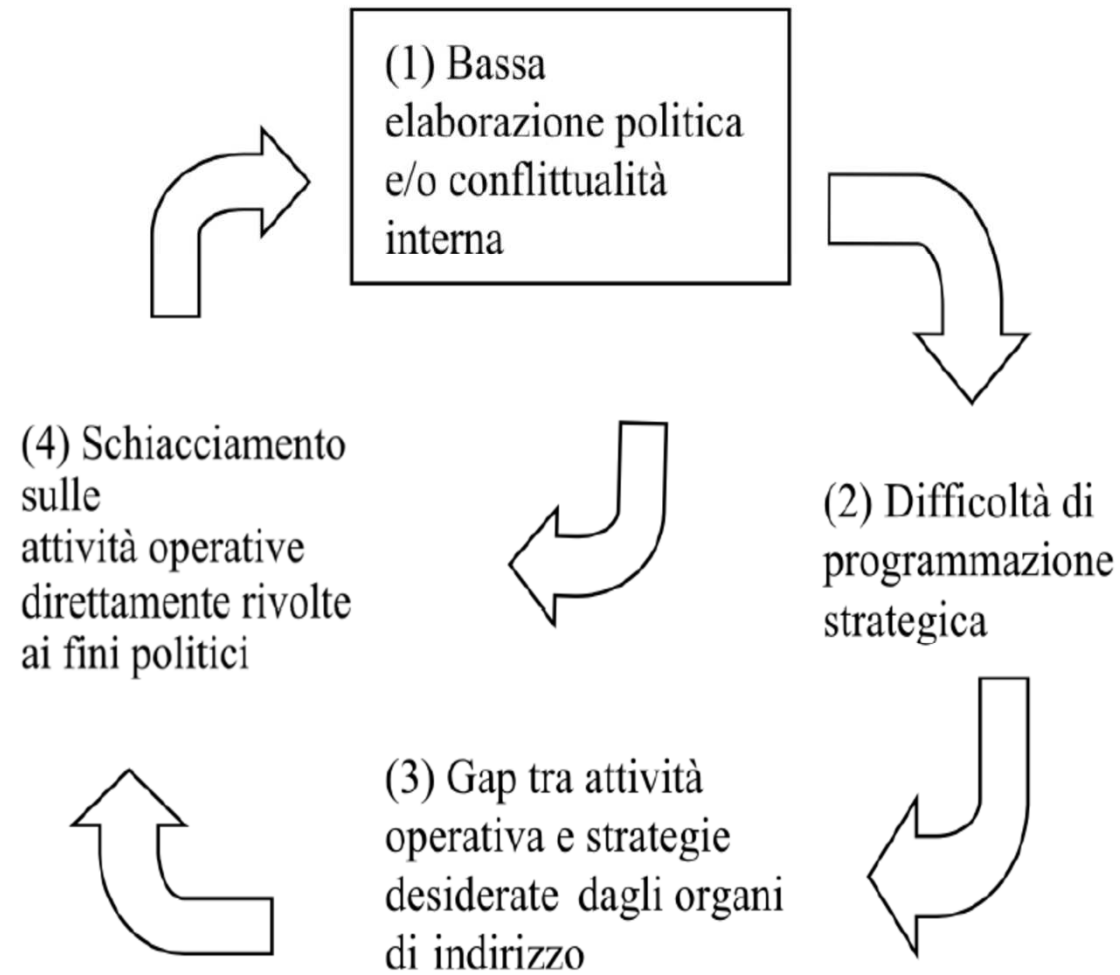 (1) Bassa
elaborazione politica
e/o conflittualità
interna
(2) Difficoltà di
programmazione
strategica
(3) Gap tra attività
operativa e strategie
desiderate dagli organi
di indirizzo
(4) Schiacciamento
sulle
attività operative
direttamente rivolte
ai fini politici